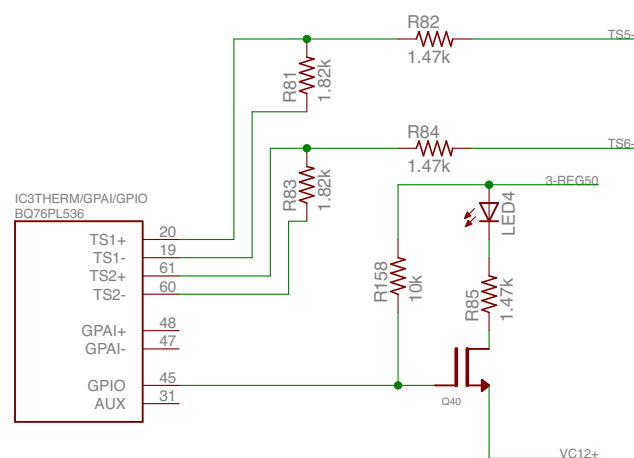 R82
TS5-
1.47k
R81
1.82k
R84
TS6-
1.47k
R83
1.82k
3-REG50
LED4
IC3THERM/GPAI/GPIO
BQ76PL536
TS1+ 20
TS1- 19
TS2+ 61
TS2- 60
R158
10k
R85
1.47k
GPAI+ 48
GPAI- 47
GPIO 45
AUX 31
Q40
VC12+